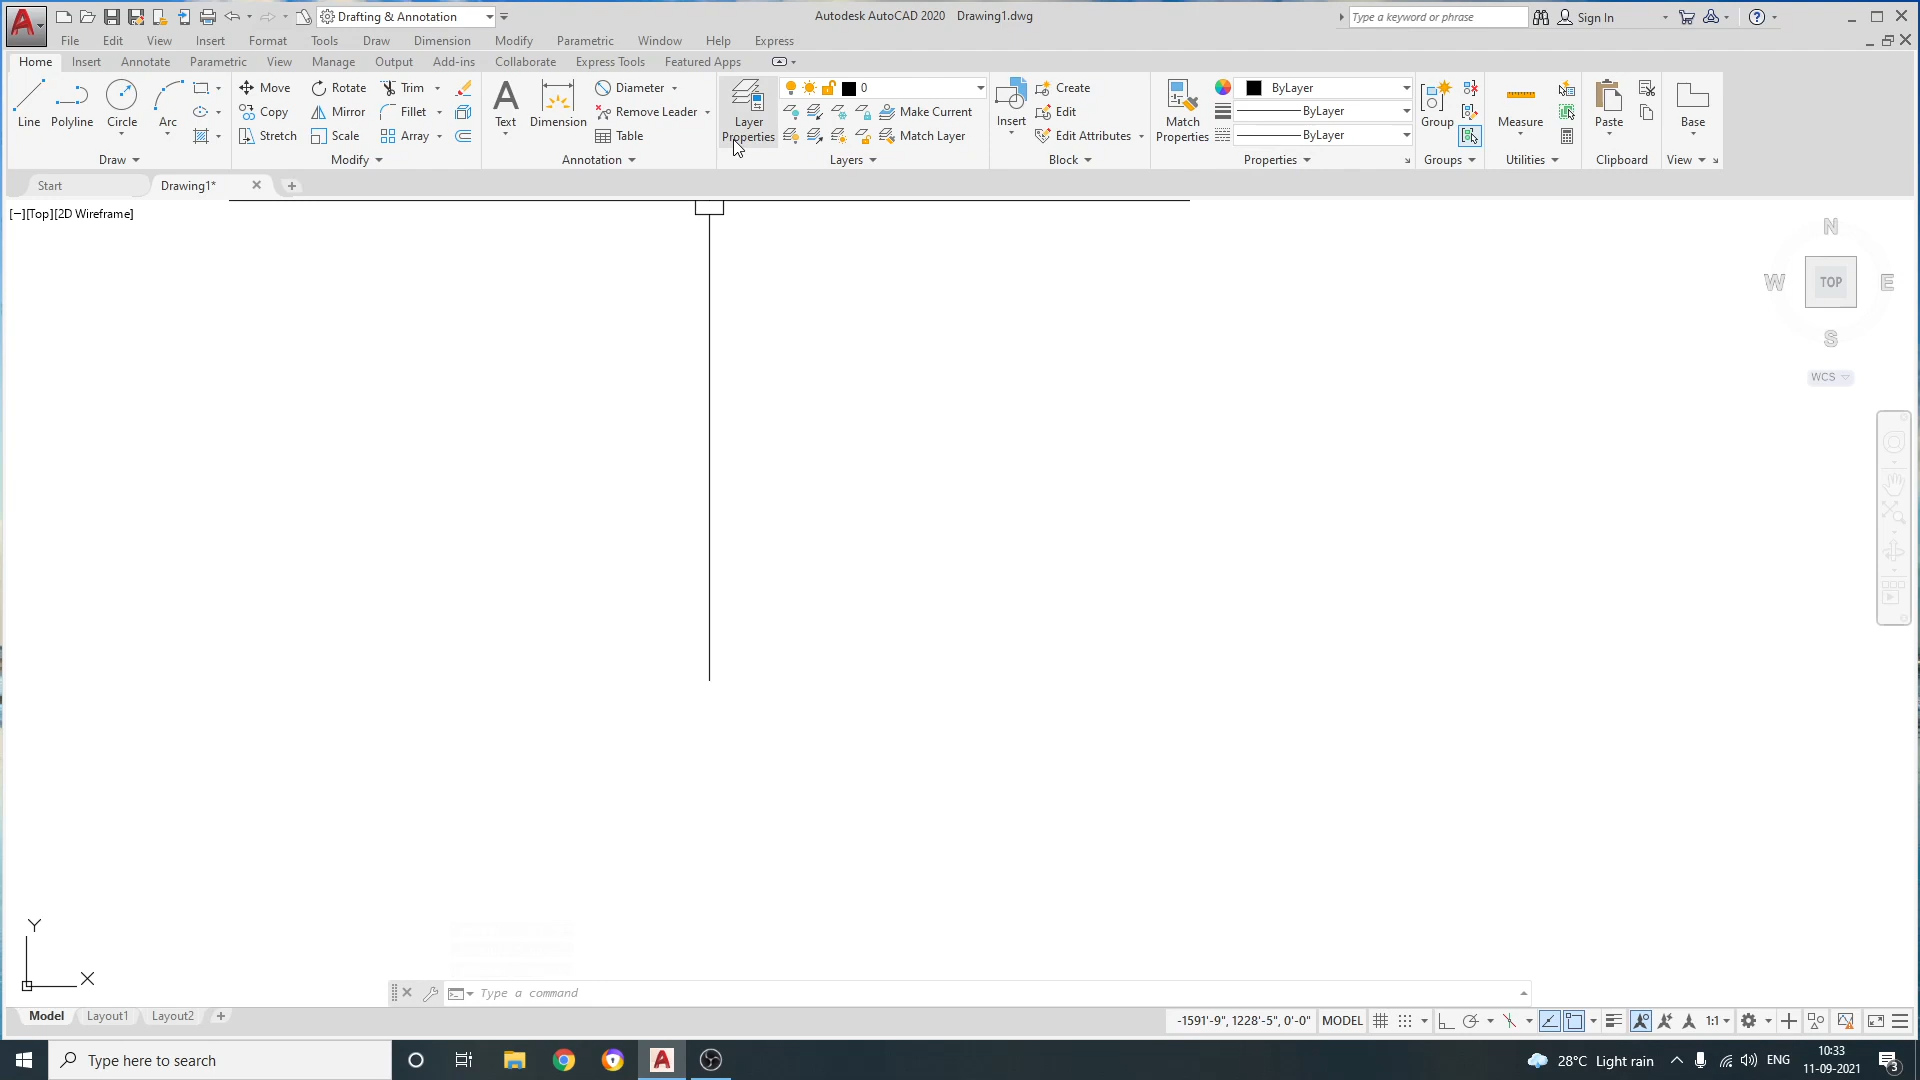 Drafting & Annotation
Autodesk AutoCAD 2020 Drawing1.dwg
Type a keyword or phrase
Sign In
File Edit View Insert Format Tools Draw Dimension Modify Parametric Window Help Express
Home Insert Annotate Parametric View Manage Output Add-ins Collaborate Express Tools Featured Apps
Line Polyline Circle Arc
Move Rotate Trim
Copy Mirror Fillet
Stretch Scale Array
Text Dimension
Diameter
Remove Leader
Table
Layer
Properties
0
Make Current
Match Layer
Insert
Create
Edit
Edit Attributes
Match
Properties
ByLayer
ByLayer
ByLayer
Group
Measure
Paste
Base
Draw Modify Annotation Layers Block Properties Groups Utilities Clipboard View
Start Drawing1*
[−][Top][2D Wireframe]
N
W TOP E
S
WCS
Y
X
Type a command
Model Layout1 Layout2
-1591'-9", 1228'-5", 0'-0" MODEL 1:1
Type here to search
28°C Light rain
ENG
10:33
11-09-2021
3